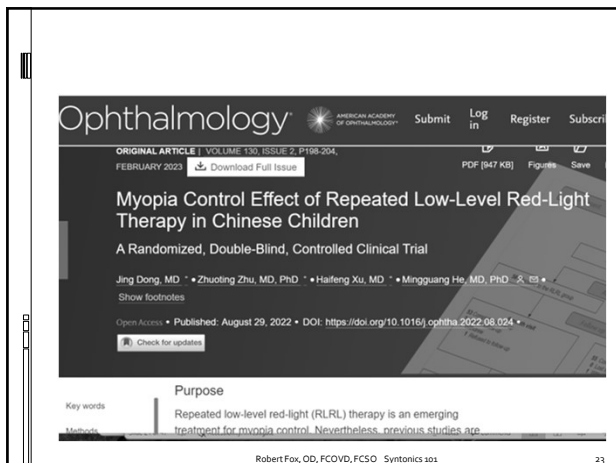 Ophthalmology
AMERICAN ACADEMY
OF OPHTHALMOLOGY®
Submit
Log
in
Register
Subscri
ORIGINAL ARTICLE | VOLUME 130, ISSUE 2, P198-204,
FEBRUARY 2023
Download Full Issue
PDF [947 KB]
Figures
Save
Myopia Control Effect of Repeated Low-Level Red-Light
Therapy in Chinese Children
A Randomized, Double-Blind, Controlled Clinical Trial
Jing Dong, MD * • Zhuoting Zhu, MD, PhD * • Haifeng Xu, MD * • Mingguang He, MD, PhD •
Show footnotes
Open Access • Published: August 29, 2022 • DOI: https://doi.org/10.1016/j.ophtha.2022.08.024 •
Check for updates
Key words
Methods
Purpose
Repeated low-level red-light (RLRL) therapy is an emerging
treatment for myopia control. Nevertheless, previous studies are
Robert Fox, OD, FCOVD, FCSO Syntonics 101
23